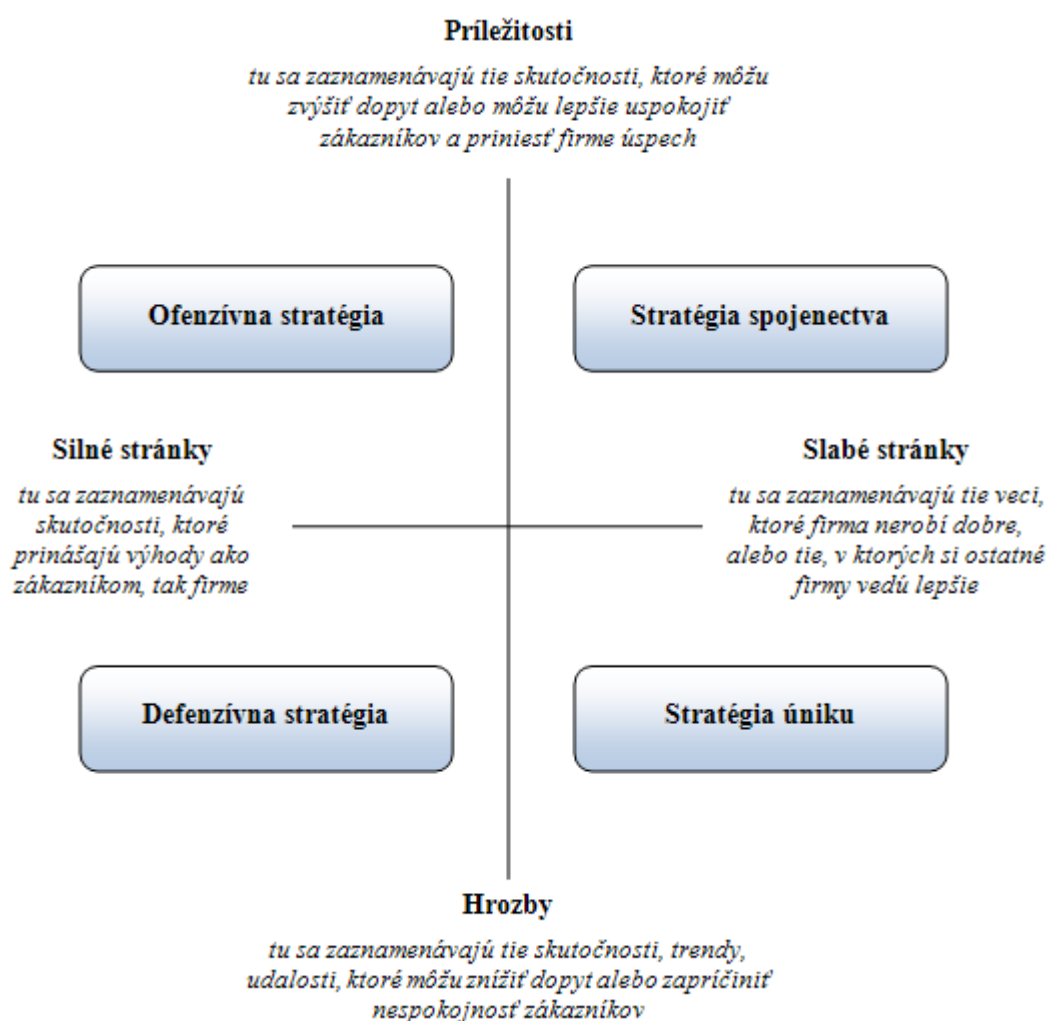 Príležitosti
tu sa zaznamenávajú tie skutočnosti, ktoré môžu
zvýšiť dopyt alebo môžu lepšie uspokojiť
zákazníkov a priniesť firme úspech
Ofenzívna stratégia
Stratégia spojenectva
Silné stránky
tu sa zaznamenávajú
skutočnosti, ktoré
prinášajú výhody ako
zákazníkom, tak firme
Slabé stránky
tu sa zaznamenávajú tie veci,
ktoré firma nerobí dobre,
alebo tie, v ktorých si ostatné
firmy vedú lepšie
Defenzívna stratégia
Stratégia úniku
Hrozby
tu sa zaznamenávajú tie skutočnosti, trendy,
udalosti, ktoré môžu znížiť dopyt alebo zapríčiniť
nespokojnosť zákazníkov